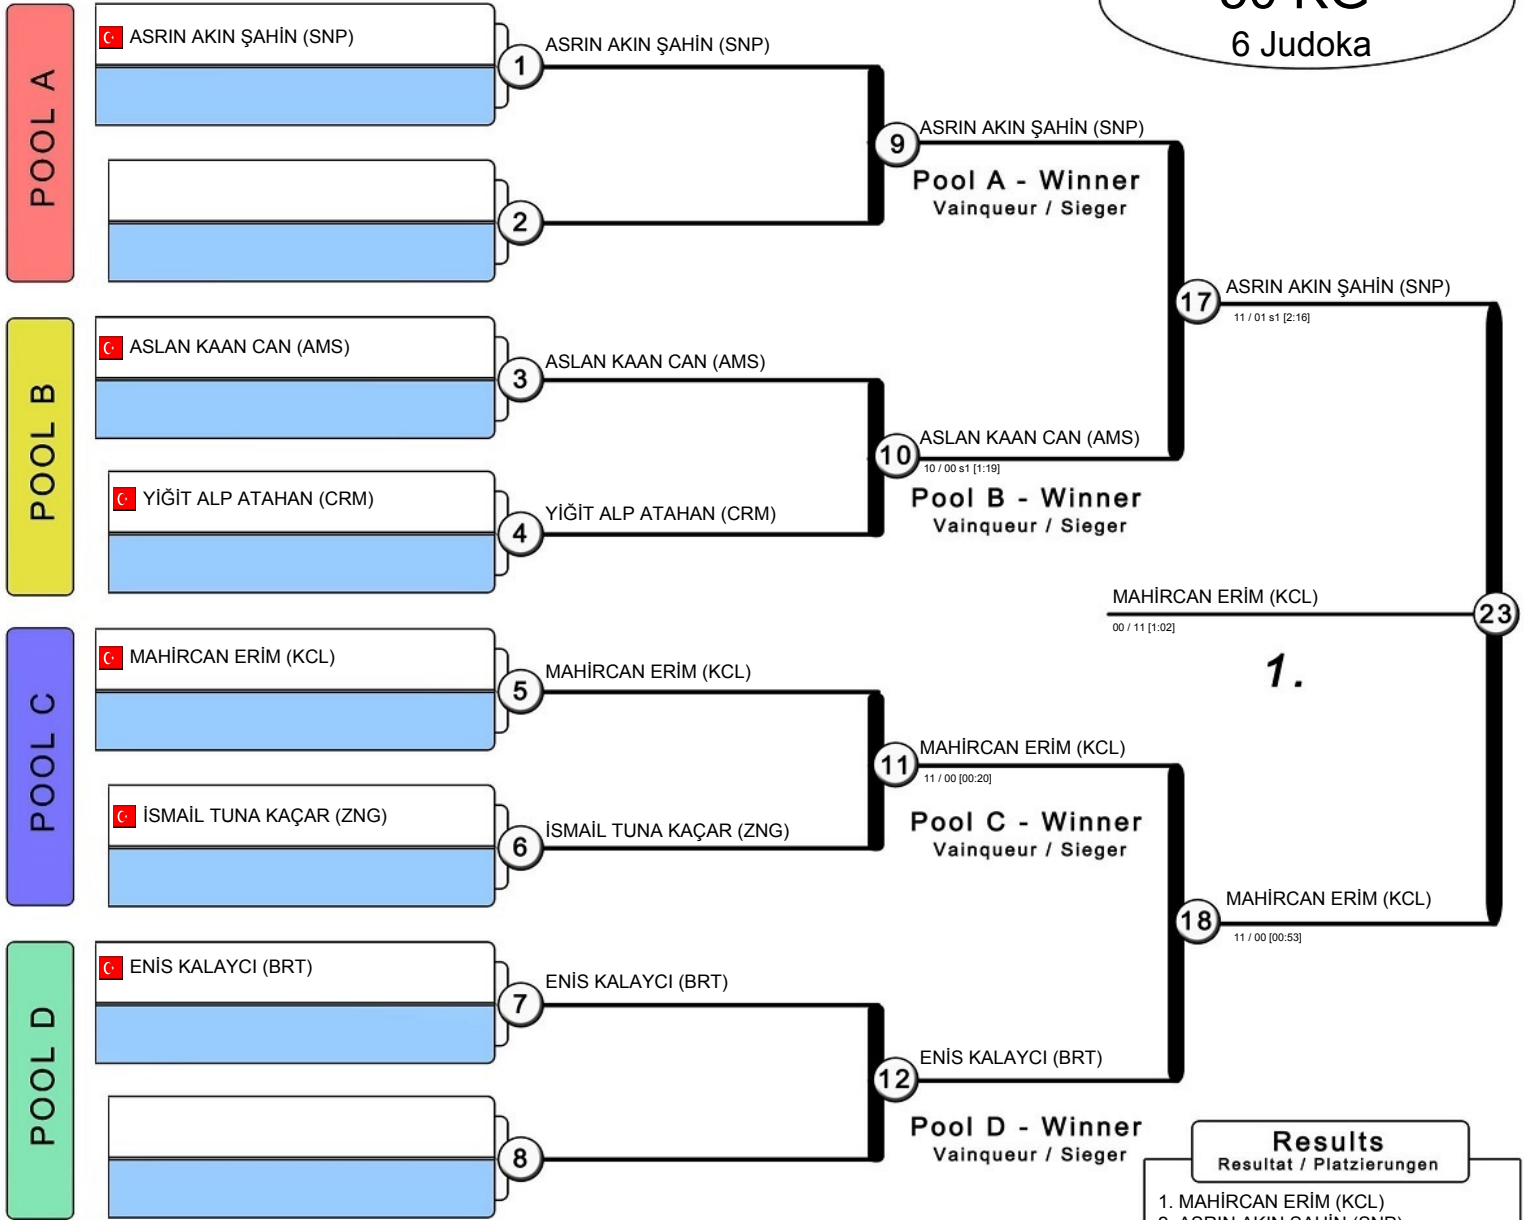 KG
6 Judoka
POOL A
ASRIN AKIN ŞAHİN (SNP)
1
ASRIN AKIN ŞAHİN (SNP)
2
9
ASRIN AKIN ŞAHİN (SNP)
Pool A - Winner
Vainqueur / Sieger
POOL B
ASLAN KAAN CAN (AMS)
3
ASLAN KAAN CAN (AMS)
YİĞİT ALP ATAHAN (CRM)
4
YİĞİT ALP ATAHAN (CRM)
10
ASLAN KAAN CAN (AMS)
10 / 00 s1 [1:19]
Pool B - Winner
Vainqueur / Sieger
17
ASRIN AKIN ŞAHİN (SNP)
11 / 01 s1 [2:16]
POOL C
MAHİRCAN ERİM (KCL)
5
MAHİRCAN ERİM (KCL)
İSMAİL TUNA KAÇAR (ZNG)
6
İSMAİL TUNA KAÇAR (ZNG)
11
MAHİRCAN ERİM (KCL)
11 / 00 [00:20]
Pool C - Winner
Vainqueur / Sieger
POOL D
ENİS KALAYCI (BRT)
7
ENİS KALAYCI (BRT)
8
12
ENİS KALAYCI (BRT)
Pool D - Winner
Vainqueur / Sieger
18
MAHİRCAN ERİM (KCL)
11 / 00 [00:53]
MAHİRCAN ERİM (KCL)
23
00 / 11 [1:02]
1.
Results
Resultat / Platzierungen
1. MAHİRCAN ERİM (KCL)
2. ASRIN AKIN ŞAHİN (SNP)